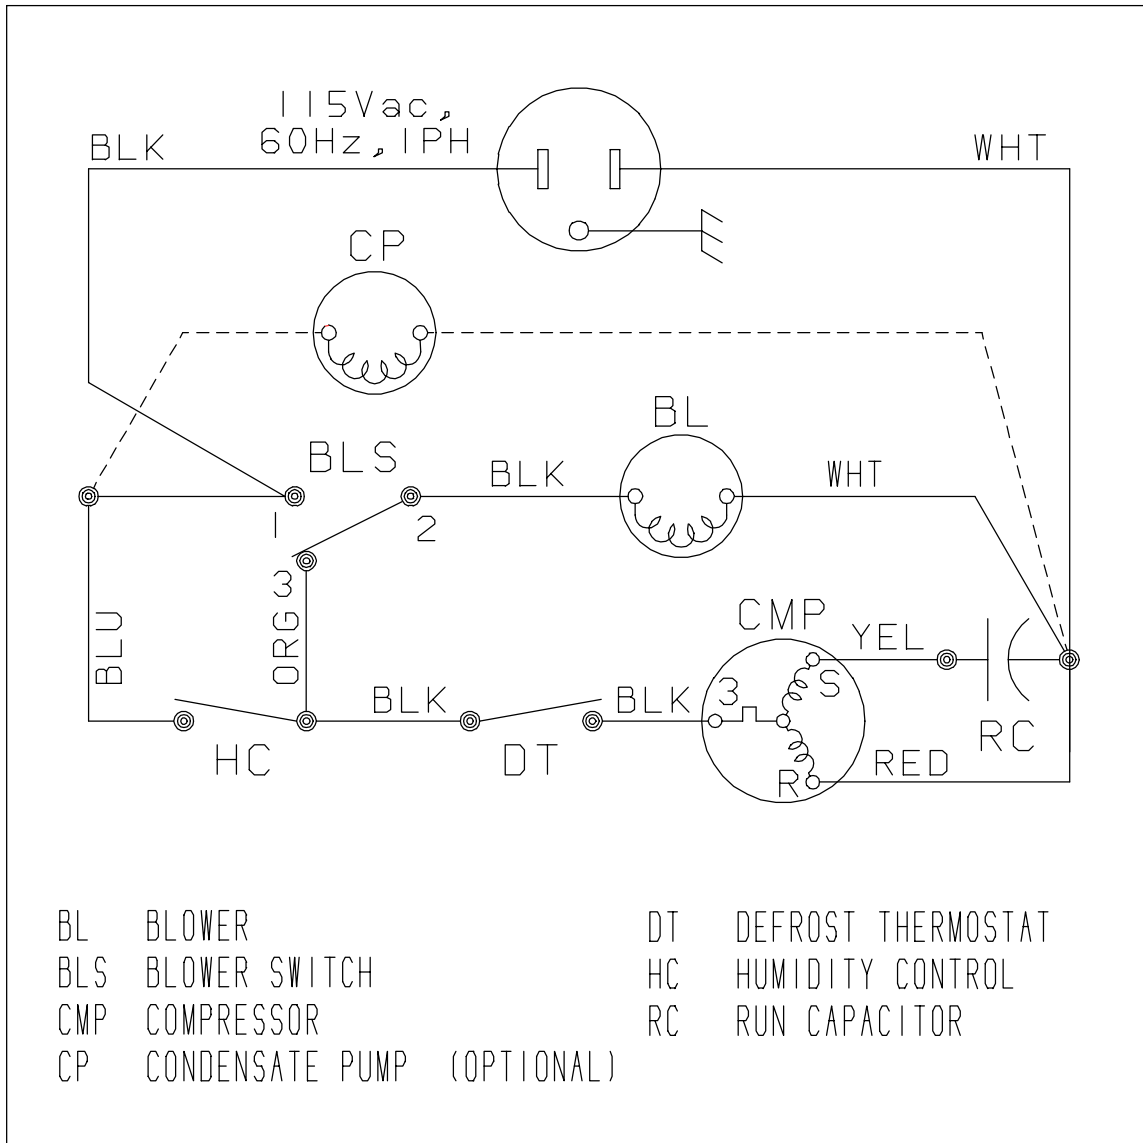 115Vac,
60Hz, 1PH
BLK
WHT
CP
BLS
BL
BLK
WHT
1
2
3
CMP
YEL
BLU
ORG
3
S
BLK
BLK
HC
DT
R
RED
RC
BL BLOWER
BLS BLOWER SWITCH
CMP COMPRESSOR
CP CONDENSATE PUMP (OPTIONAL)
DT DEFROST THERMOSTAT
HC HUMIDITY CONTROL
RC RUN CAPACITOR